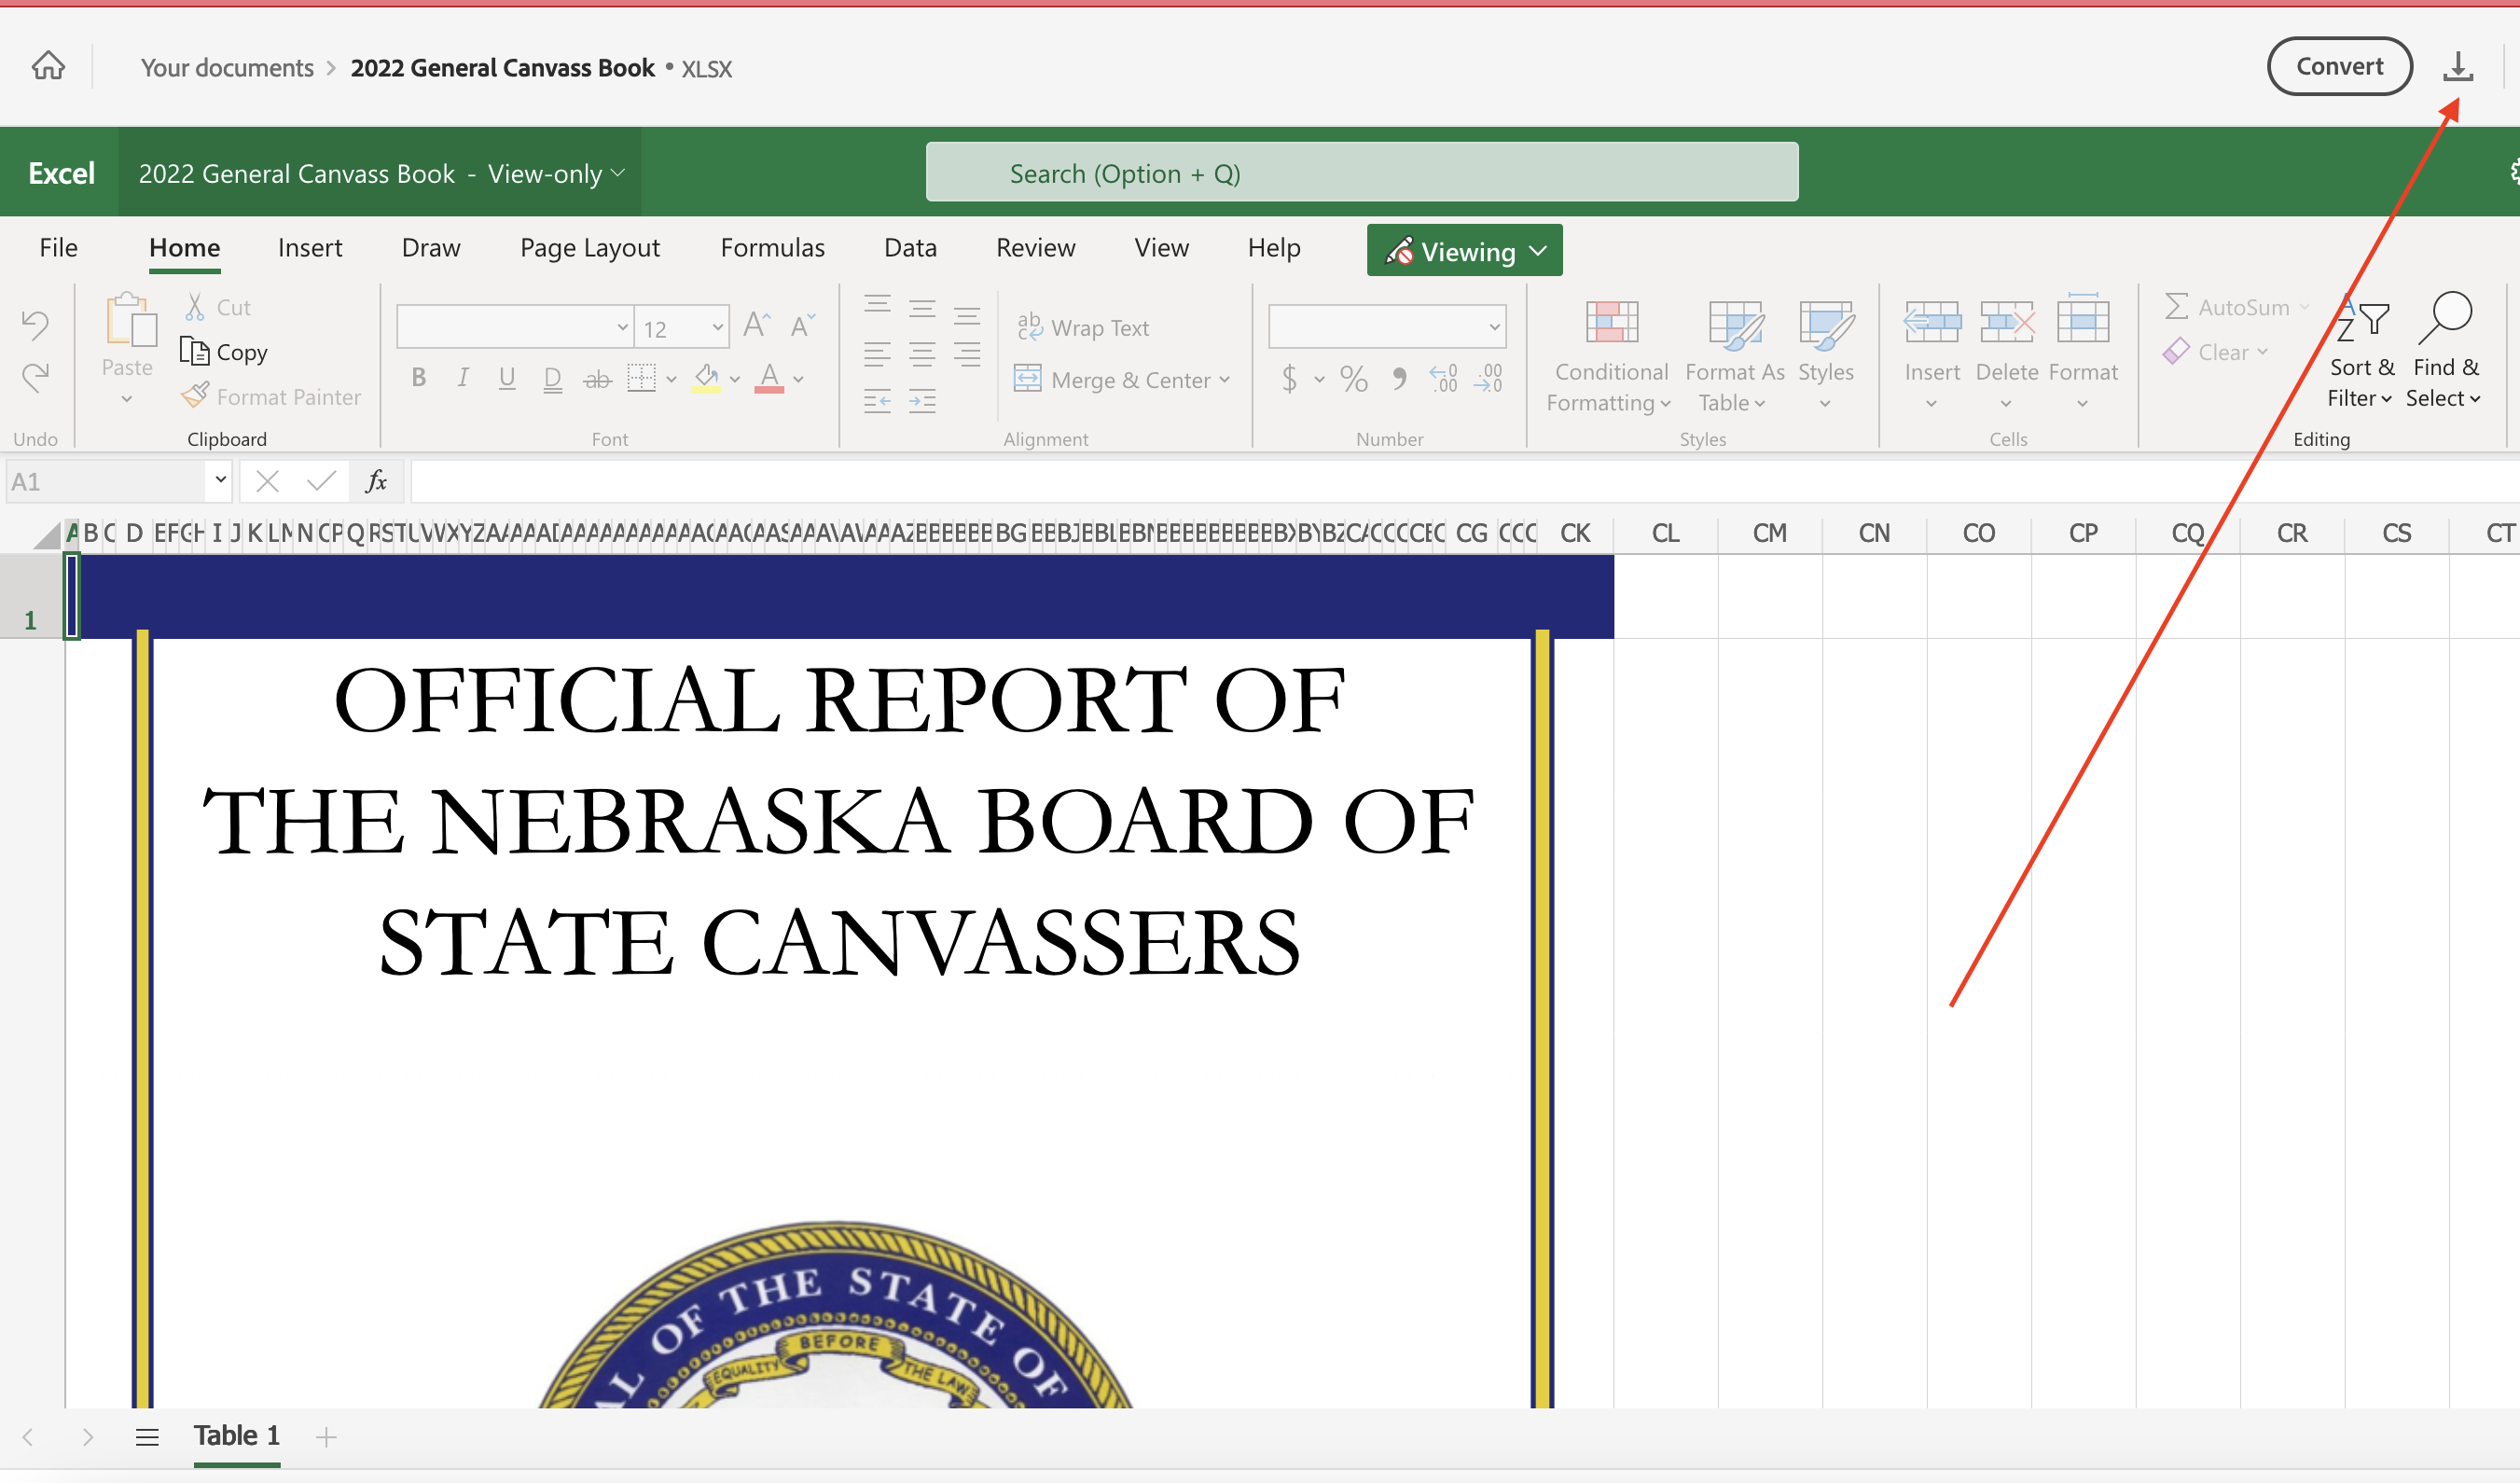 Your documents > 2022 General Canvass Book • XLSX
Convert
Excel
2022 General Canvass Book - View-only
Search (Option + Q)
File Home Insert Draw Page Layout Formulas Data Review View Help Viewing
Cut
Copy
Paste
Format Painter
12
B I U D ab
Wrap Text
Merge & Center
$ % 9 .00
Conditional Formatting
Format As Table
Styles
Insert
Delete
Format
AutoSum
Clear
Sort & Filter
Find & Select
Undo Clipboard Font Alignment Number Styles Cells Editing
A1
fx
A B C D I J K N Q BG CG CK CL CM CN CO CP CQ CR CS CT
1
OFFICIAL REPORT OF
THE NEBRASKA BOARD OF
STATE CANVASSERS
OF THE STATE OF
EQUALITY BEFORE THE LAW
Table 1